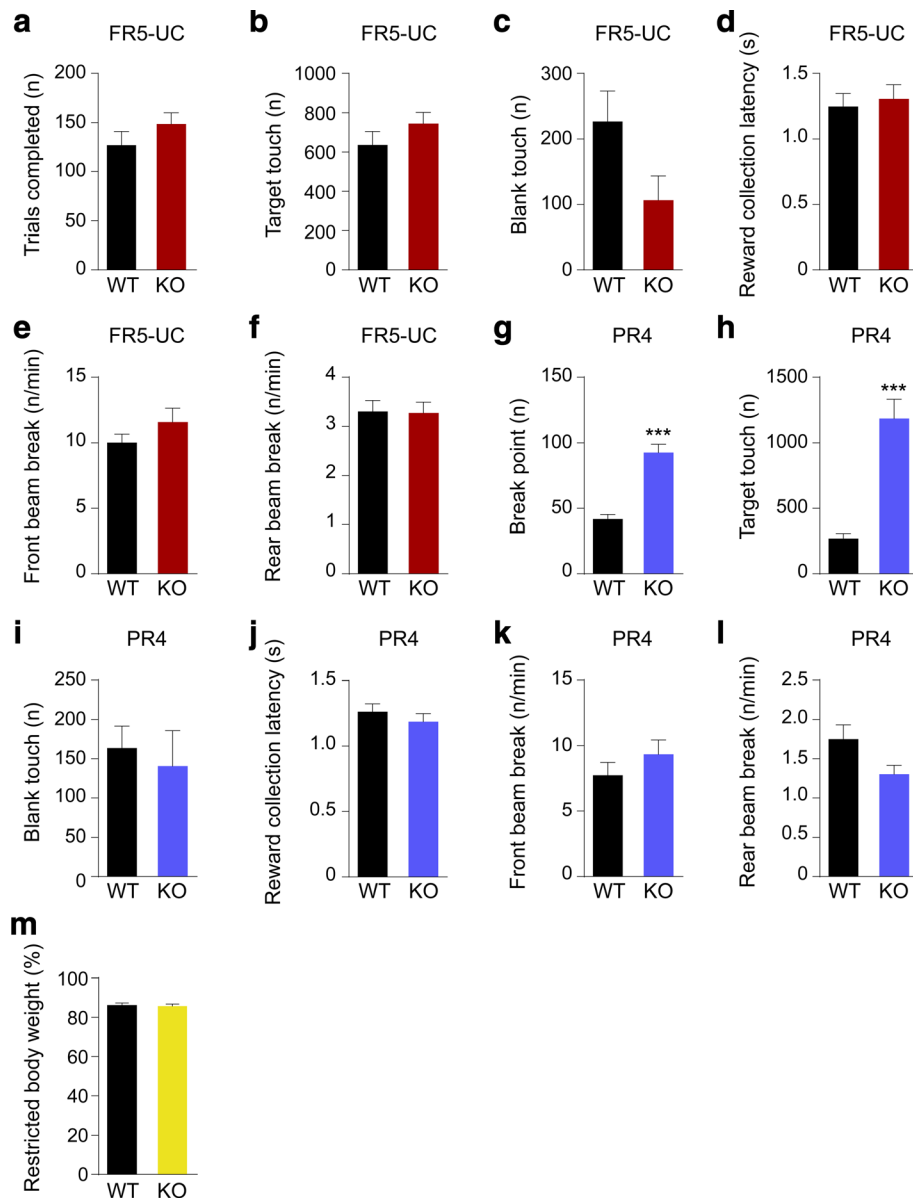 a
FR5-UC
Trials completed (n)
200
150
100
50
0
WT KO
b
FR5-UC
Target touch (n)
1000
800
600
400
200
0
WT KO
c
FR5-UC
Blank touch (n)
300
200
100
0
WT KO
d
FR5-UC
Reward collection latency (s)
1.5
1.0
0.5
0
WT KO
e
FR5-UC
Front beam break (n/min)
15
10
5
0
WT KO
f
FR5-UC
Rear beam break (n/min)
4
3
2
1
0
WT KO
g
PR4
Break point (n)
150
100
50
0
***
WT KO
h
PR4
Target touch (n)
1500
1000
500
0
***
WT KO
i
PR4
Blank touch (n)
250
200
150
100
50
0
WT KO
j
PR4
Reward collection latency (s)
1.5
1.0
0.5
0
WT KO
k
PR4
Front beam break (n/min)
15
10
5
0
WT KO
l
PR4
Rear beam break (n/min)
2.5
2.0
1.5
1.0
0.5
0
WT KO
m
Restricted body weight (%)
100
80
60
40
20
0
WT KO